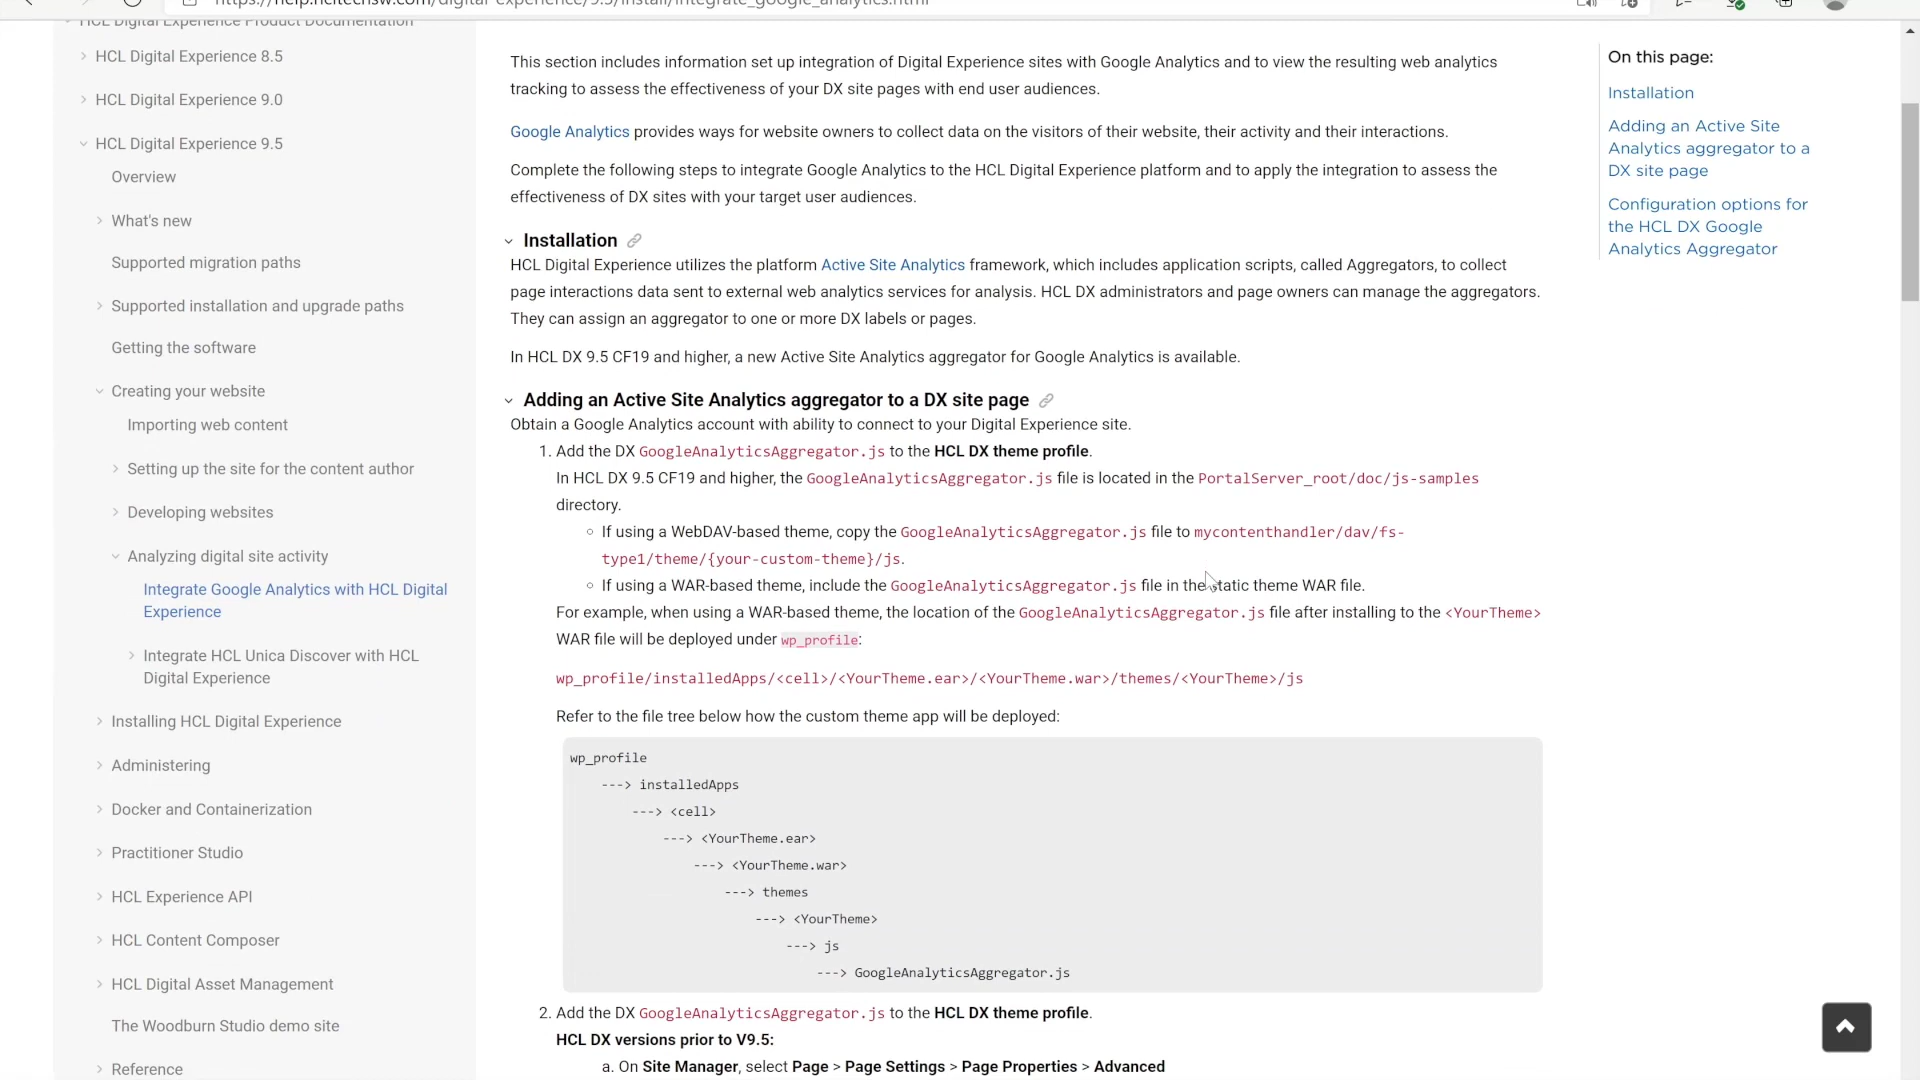 https://help.hcltechsw.com/digital-experience/9.5/install/integrate_google_analytics.html
HCL Digital Experience Product Documentation
HCL Digital Experience 8.5
HCL Digital Experience 9.0
HCL Digital Experience 9.5
Overview
What's new
Supported migration paths
Supported installation and upgrade paths
Getting the software
Creating your website
Importing web content
Setting up the site for the content author
Developing websites
Analyzing digital site activity
Integrate Google Analytics with HCL Digital
Experience
Integrate HCL Unica Discover with HCL
Digital Experience
Installing HCL Digital Experience
Administering
Docker and Containerization
Practitioner Studio
HCL Experience API
HCL Content Composer
HCL Digital Asset Management
The Woodburn Studio demo site
Reference
This section includes information set up integration of Digital Experience sites with Google Analytics and to view the resulting web analytics
tracking to assess the effectiveness of your DX site pages with end user audiences.
Google Analytics provides ways for website owners to collect data on the visitors of their website, their activity and their interactions.
Complete the following steps to integrate Google Analytics to the HCL Digital Experience platform and to apply the integration to assess the
effectiveness of DX sites with your target user audiences.
Installation
HCL Digital Experience utilizes the platform Active Site Analytics framework, which includes application scripts, called Aggregators, to collect
page interactions data sent to external web analytics services for analysis. HCL DX administrators and page owners can manage the aggregators.
They can assign an aggregator to one or more DX labels or pages.
In HCL DX 9.5 CF19 and higher, a new Active Site Analytics aggregator for Google Analytics is available.
Adding an Active Site Analytics aggregator to a DX site page
Obtain a Google Analytics account with ability to connect to your Digital Experience site.
1. Add the DX GoogleAnalyticsAggregator.js to the HCL DX theme profile.
In HCL DX 9.5 CF19 and higher, the GoogleAnalyticsAggregator.js file is located in the PortalServer_root/doc/js-samples
directory.
◦ If using a WebDAV-based theme, copy the GoogleAnalyticsAggregator.js file to mycontenthandler/dav/fs-
type1/theme/{your-custom-theme}/js.
◦ If using a WAR-based theme, include the GoogleAnalyticsAggregator.js file in the static theme WAR file.
For example, when using a WAR-based theme, the location of the GoogleAnalyticsAggregator.js file after installing to the <YourTheme>
WAR file will be deployed under wp_profile:
wp_profile/installedApps/<cell>/<YourTheme.ear>/<YourTheme.war>/themes/<YourTheme>/js
Refer to the file tree below how the custom theme app will be deployed:
wp_profile
---> installedApps
---> <cell>
---> <YourTheme.ear>
---> <YourTheme.war>
---> themes
---> <YourTheme>
---> js
---> GoogleAnalyticsAggregator.js
2. Add the DX GoogleAnalyticsAggregator.js to the HCL DX theme profile.
HCL DX versions prior to V9.5:
a. On Site Manager, select Page > Page Settings > Page Properties > Advanced
On this page:
Installation
Adding an Active Site
Analytics aggregator to a
DX site page
Configuration options for
the HCL DX Google
Analytics Aggregator